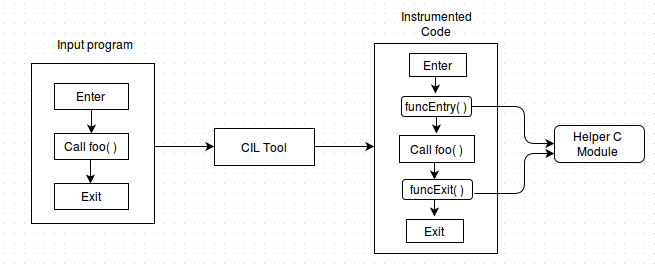 Input program
Enter
Call foo( )
Exit
CIL Tool
Instrumented
Code
Enter
funcEntry( )
Call foo( )
funcExit( )
Exit
Helper C
Module